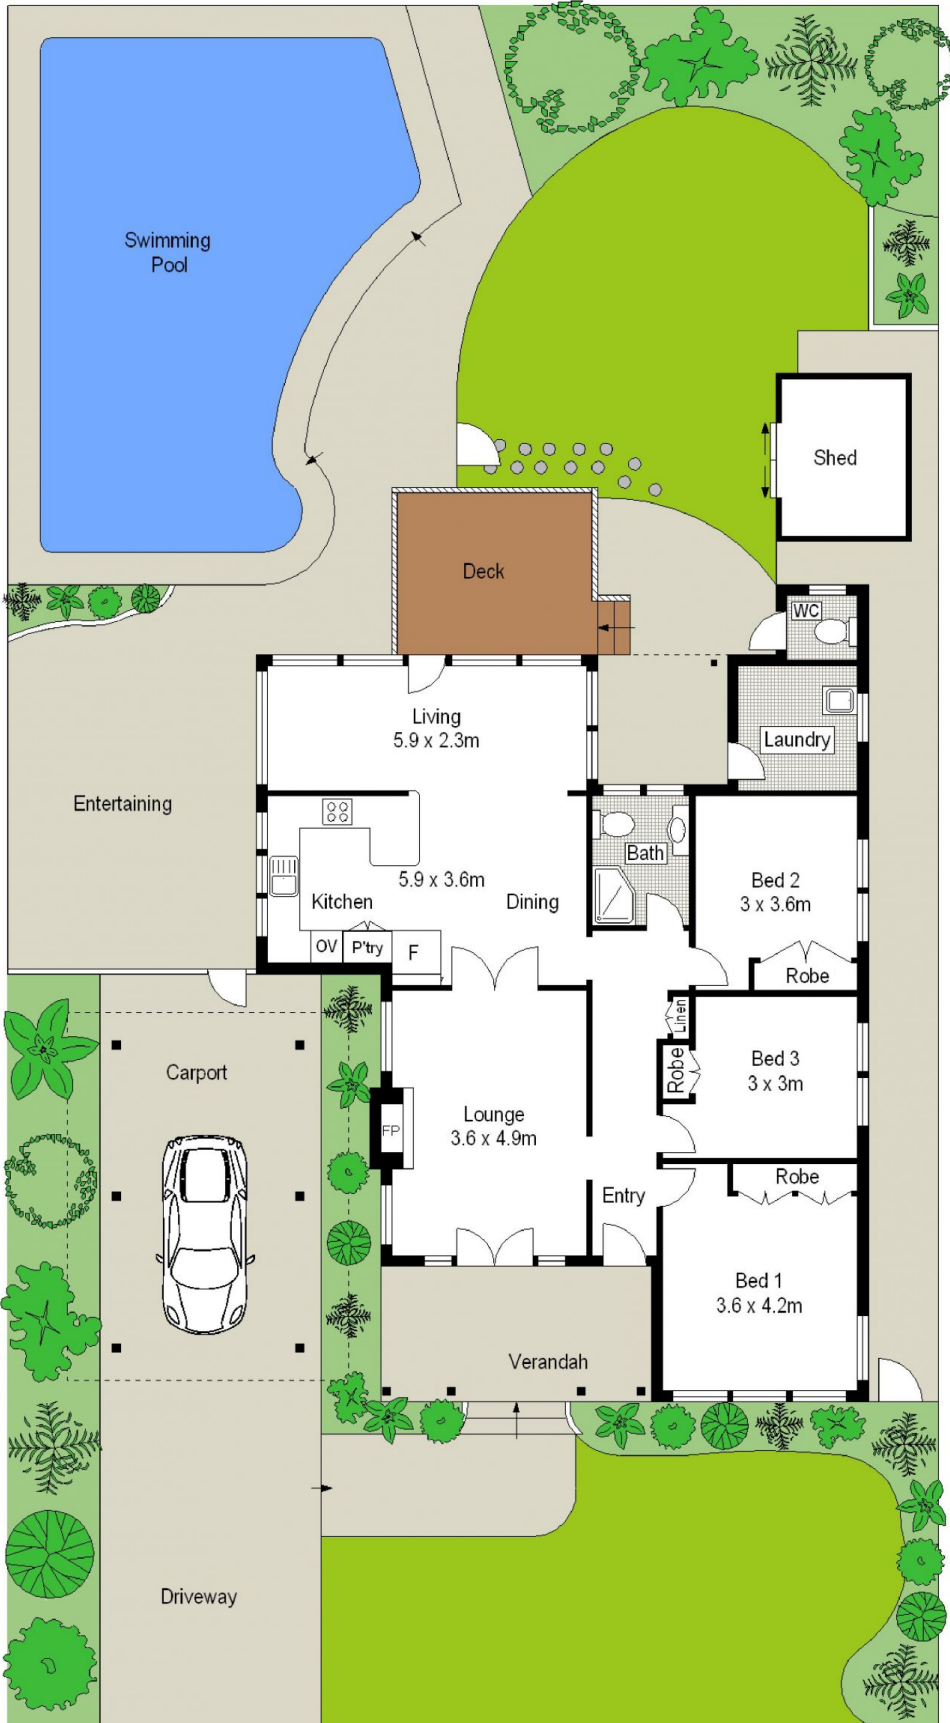 Swimming
Pool
Shed
Deck
WC
Living
5.9 x 2.3m
Laundry
Entertaining
5.9 x 3.6m
Kitchen
Dining
Bath
Bed 2
3 x 3.6m
OV
P'try
F
Robe
Linen
Robe
Bed 3
3 x 3m
Carport
Lounge
3.6 x 4.9m
FP
Entry
Robe
Bed 1
3.6 x 4.2m
Verandah
Driveway